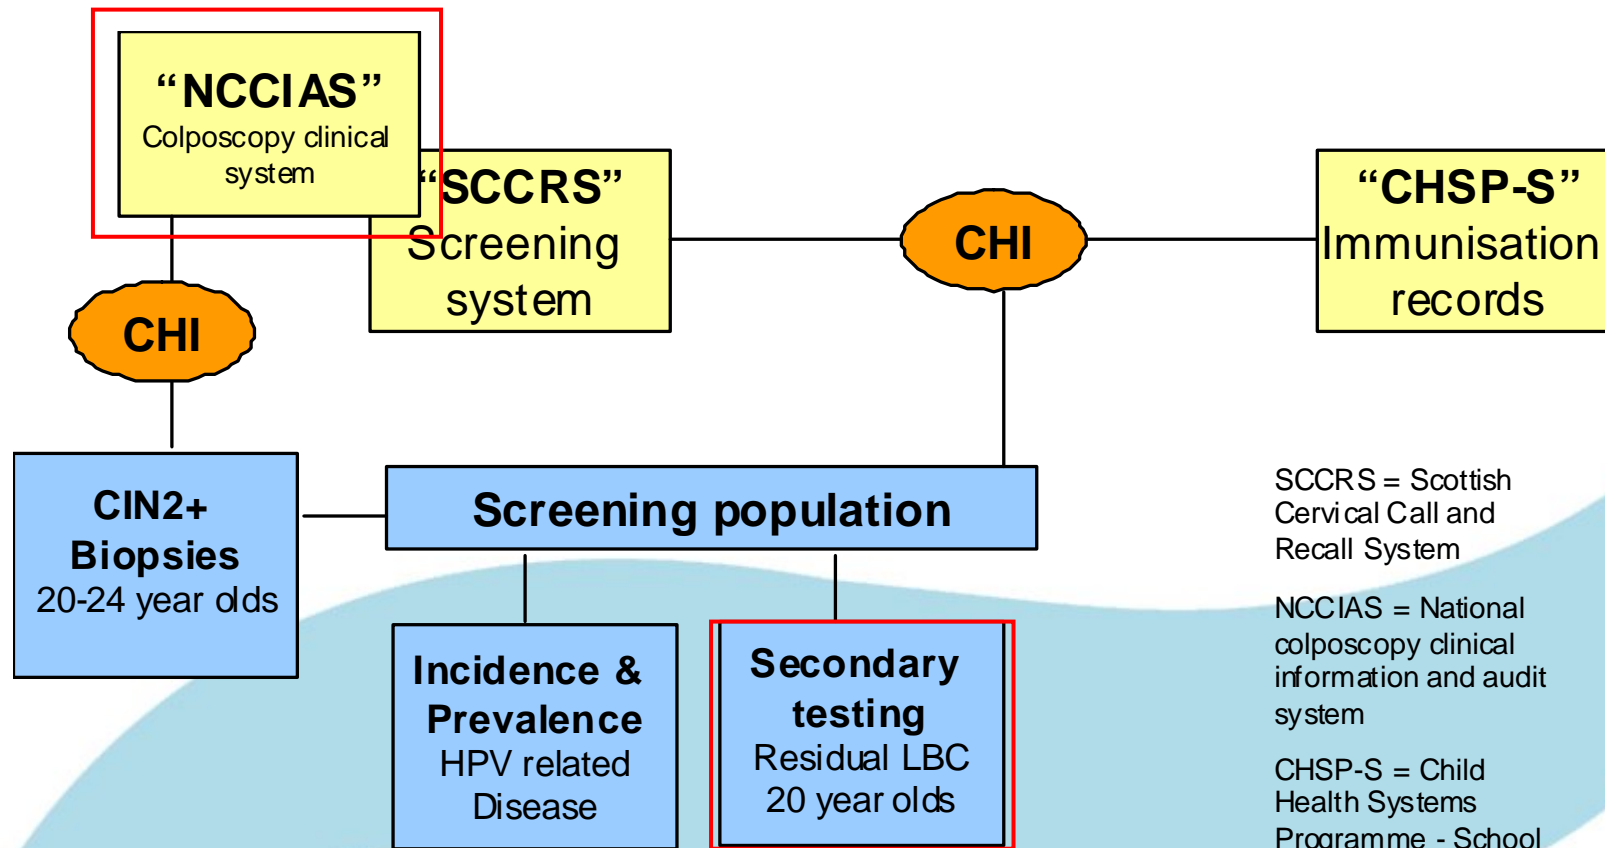 “NCCIAS”
Colposcopy clinical
system
“SCCRS”
Screening
system
CHI
“CHSP-S”
Immunisation
records
CHI
CIN2+
Biopsies
20-24 year olds
Screening population
Incidence &
Prevalence
HPV related
Disease
Secondary
testing
Residual LBC
20 year olds
SCCRS = Scottish
Cervical Call and
Recall System
NCCIAS = National
colposcopy clinical
information and audit
system
CHSP-S = Child
Health Systems
Programme - School